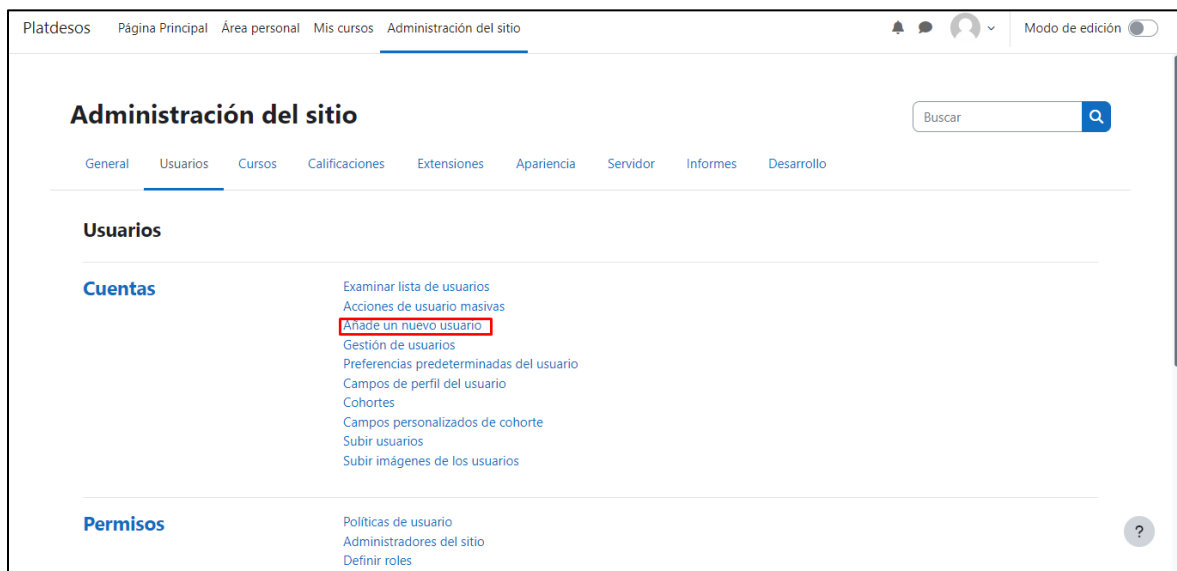 Platdesos Página Principal Área personal Mis cursos Administración del sitio Modo de edición
Administración del sitio
Buscar
General Usuarios Cursos Calificaciones Extensiones Apariencia Servidor Informes Desarrollo
Usuarios
Cuentas
Examinar lista de usuarios
Acciones de usuario masivas
Añade un nuevo usuario
Gestión de usuarios
Preferencias predeterminadas del usuario
Campos de perfil del usuario
Cohortes
Campos personalizados de cohorte
Subir usuarios
Subir imágenes de los usuarios
Permisos
Políticas de usuario
Administradores del sitio
Definir roles
?